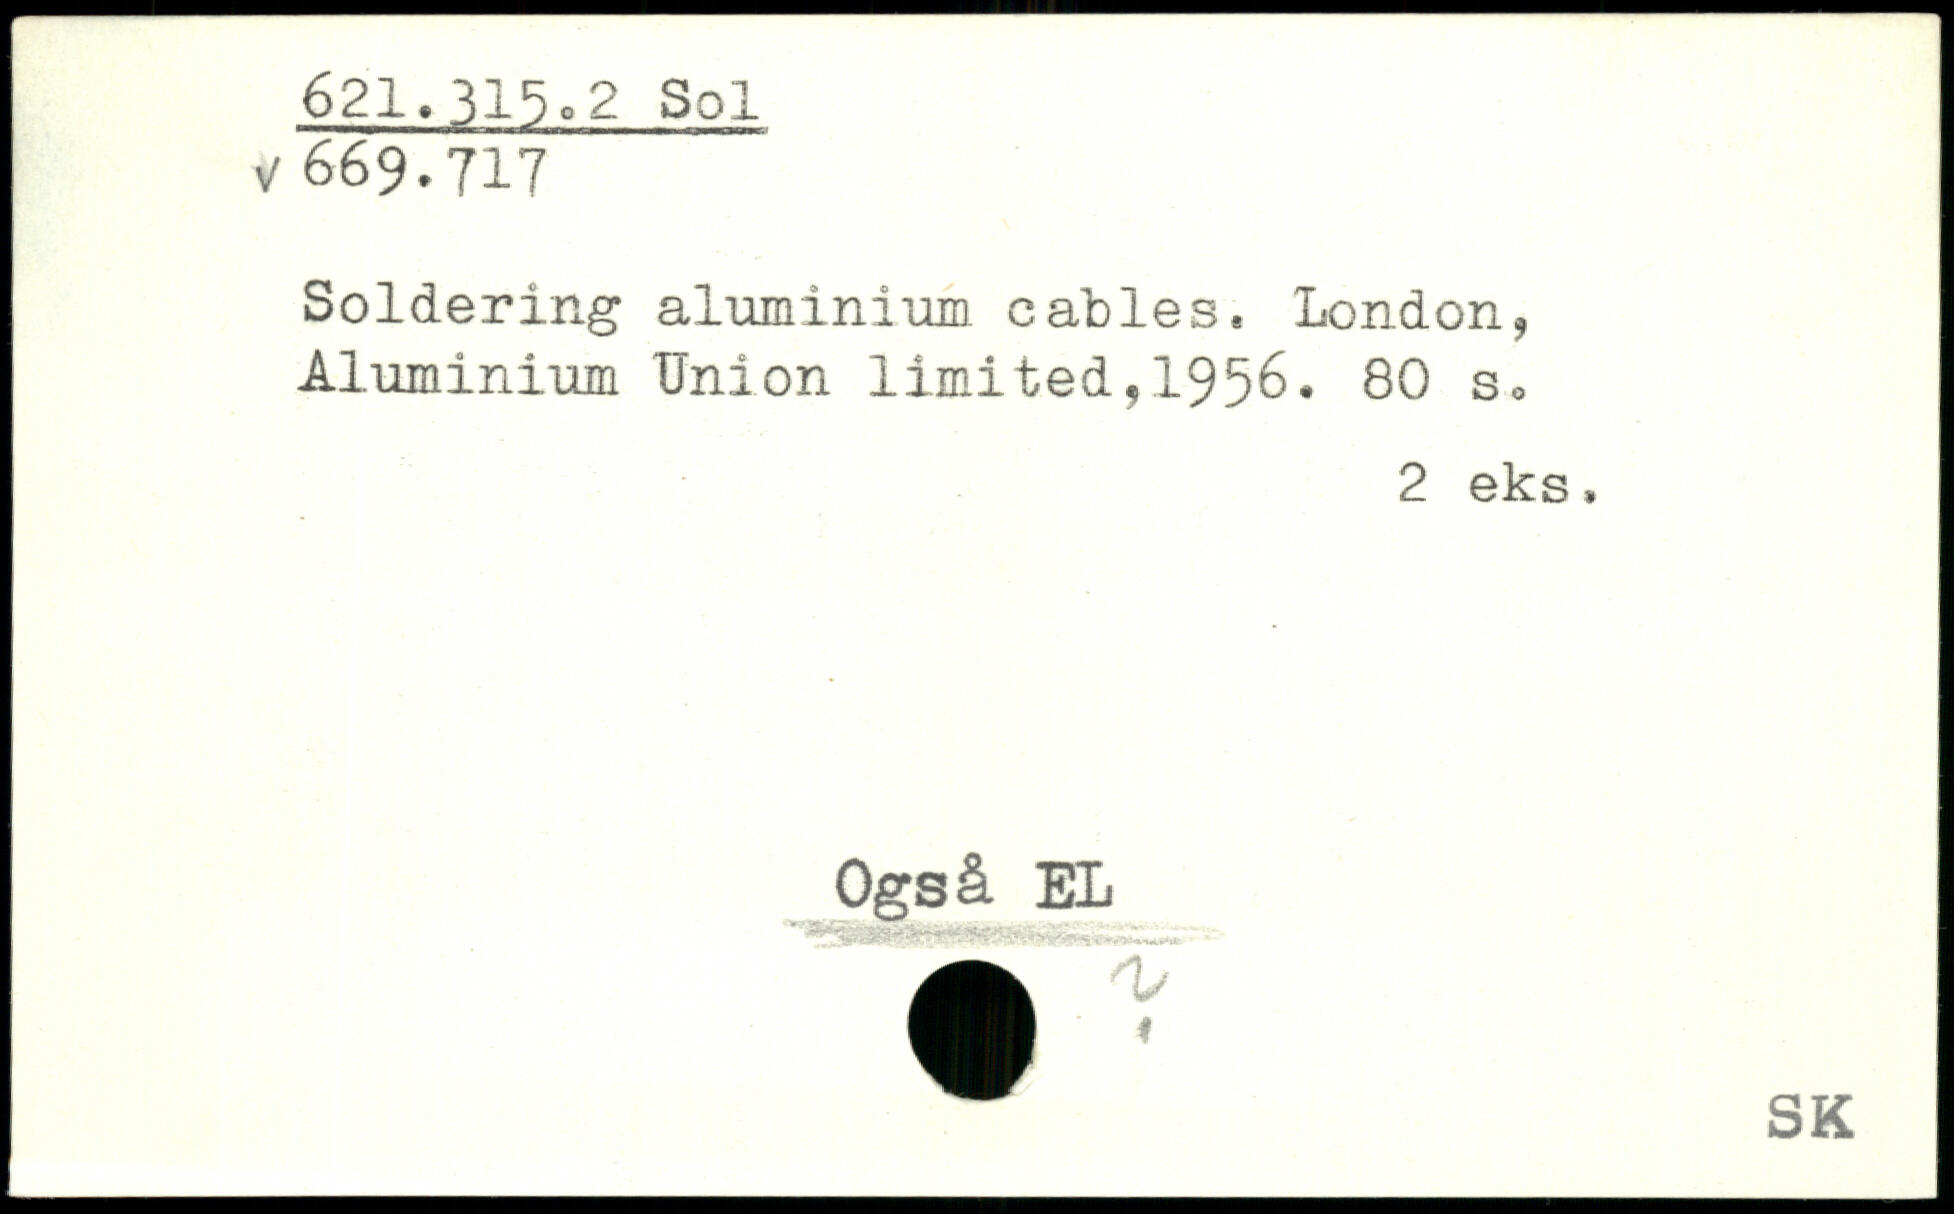 621.315.2 Sol
v 669.717
Soldering aluminium cables. London,
Aluminium Union limited,1956. 80 s.
2 eks.
Også EL
?
SK